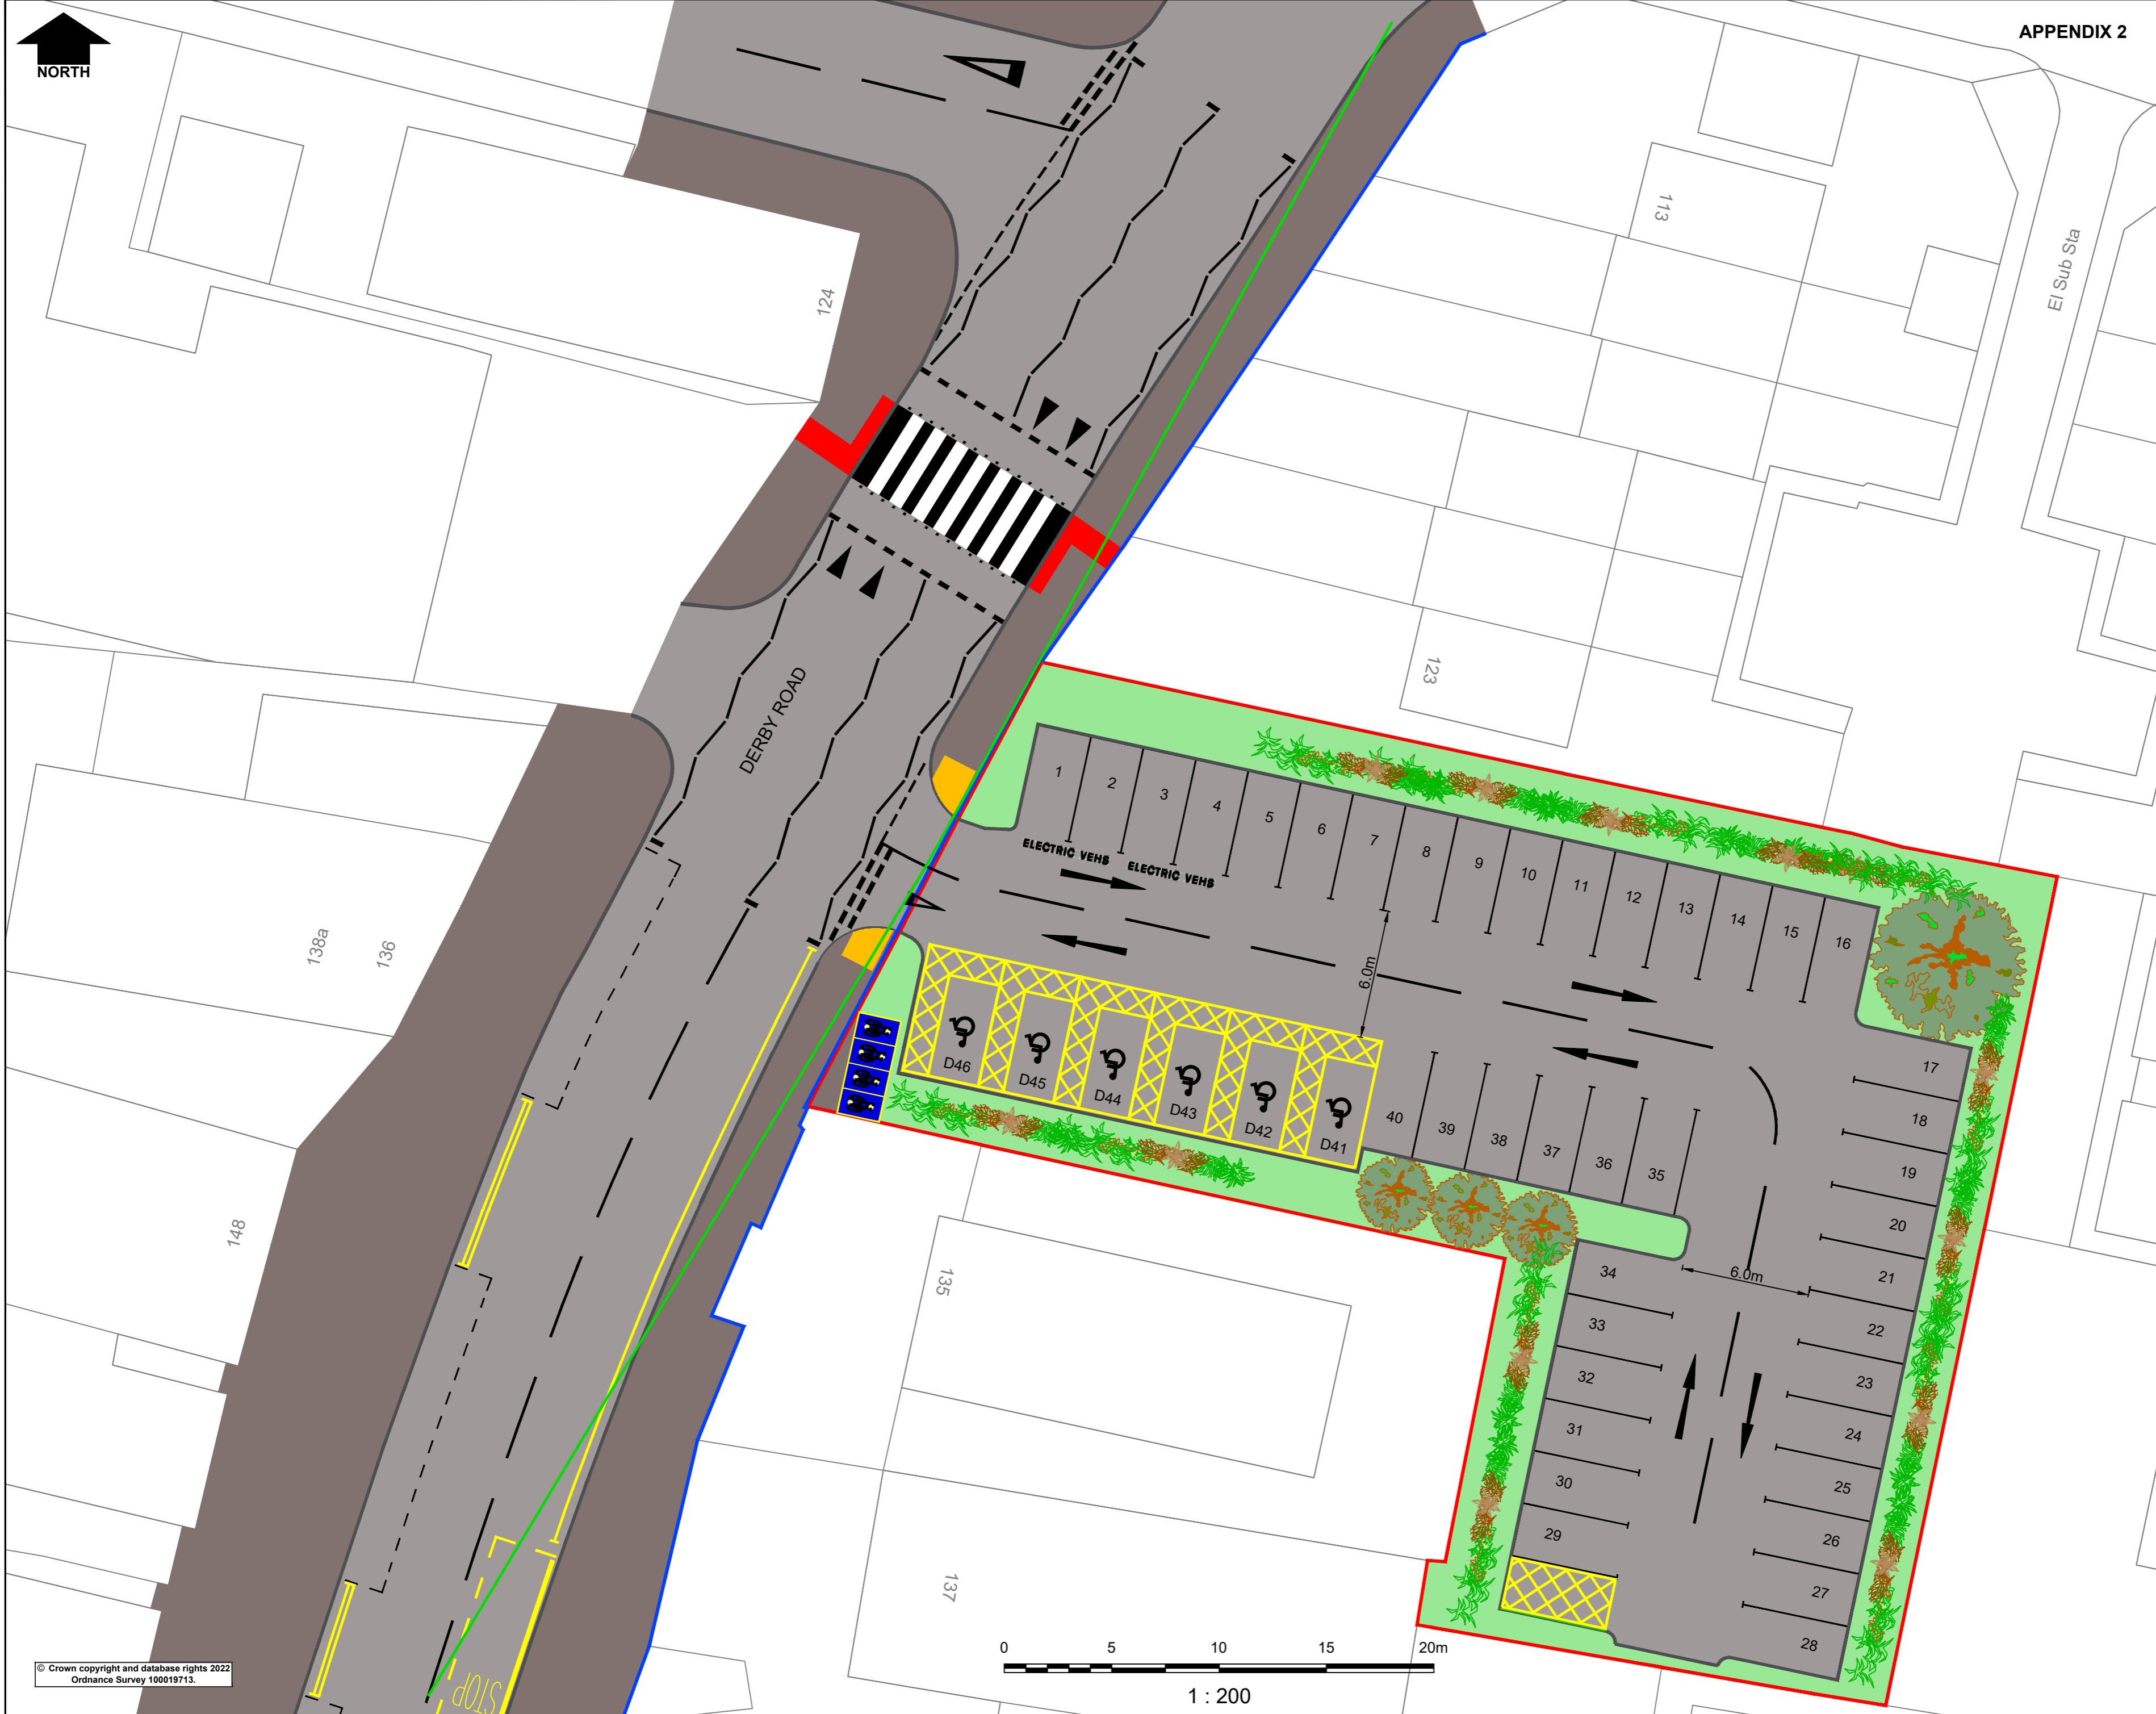 APPENDIX 2
NORTH
113
El Sub Sta
124
123
DERBY ROAD
1
2
3
4
5
6
7
8
9
10
11
12
13
14
15
16
ELECTRIC VEHS
ELECTRIC VEHS
6.0m
138a
136
D46
D45
D44
D43
D42
D41
40
39
38
37
36
35
17
18
19
20
21
22
23
24
25
26
27
28
6.0m
34
33
32
31
30
29
148
135
137
STOP
0 5 10 15 20m
1 : 200
© Crown copyright and database rights 2022
Ordnance Survey 100019713.